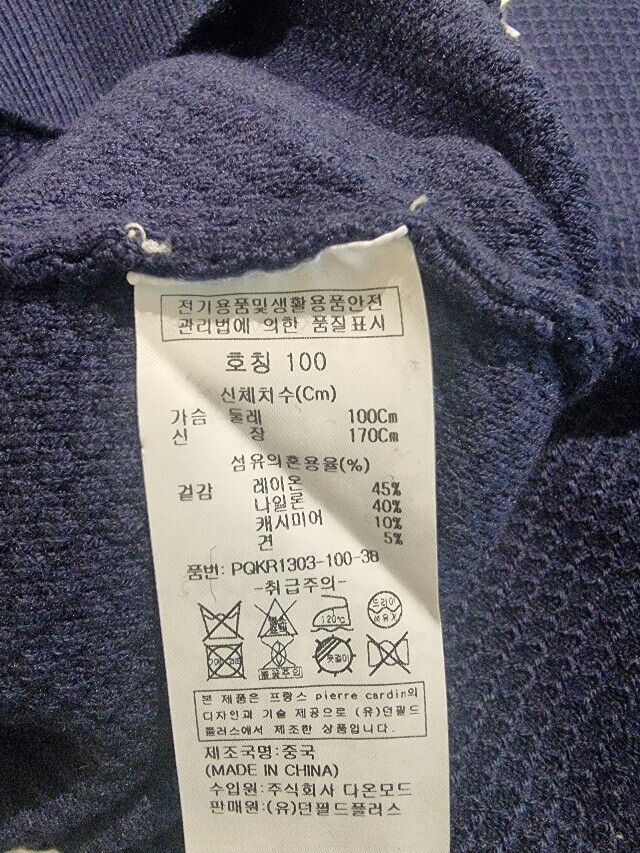 전기용품및생활용품안전
관리법에 의한 품질표시
호칭 100
신체치수(Cm)
가슴 둘레 100Cm
신 장 170Cm
섬유의혼용율(%)
겉감 레이온 45%
나일론 40%
캐시미어 10%
견 5%
품번: PQKR1303-100-38
-취급주의-
염소 120℃ 드라이
석유X
옷걸이
본 제품은 프랑스 pierre cardin의
디자인과 기술 제공으로 (유)던필드
플러스에서 제조한 상품입니다.
제조국명:중국
(MADE IN CHINA)
수입원:주식회사 다온모드
판매원:(유)던필드플러스